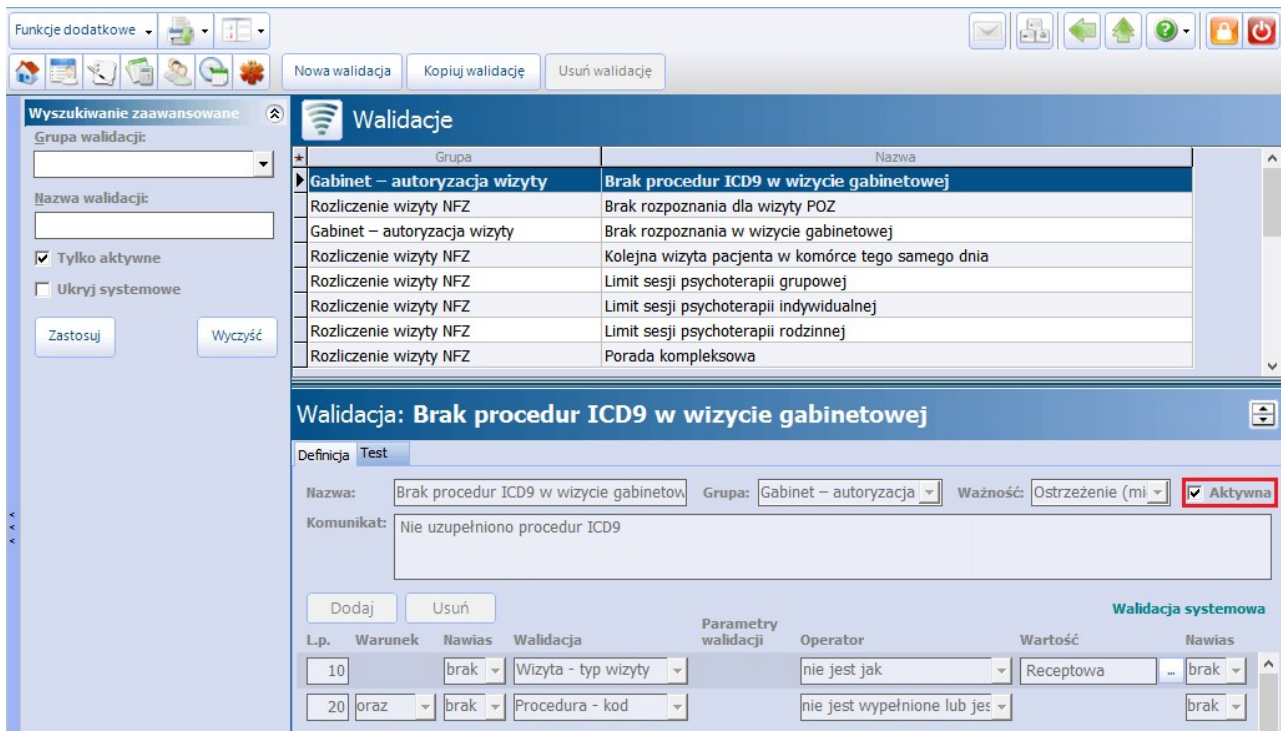 Funkcje dodatkowe
Nowa walidacja Kopiuj walidację Usuń walidację
Wyszukiwanie zaawansowane
Grupa walidacji:
Nazwa walidacji:
Tylko aktywne
Ukryj systemowe
Zastosuj Wyczyść
Walidacje
Grupa Nazwa
Gabinet – autoryzacja wizyty Brak procedur ICD9 w wizycie gabinetowej
Rozliczenie wizyty NFZ Brak rozpoznania dla wizyty POZ
Gabinet – autoryzacja wizyty Brak rozpoznania w wizycie gabinetowej
Rozliczenie wizyty NFZ Kolejna wizyta pacjenta w komórce tego samego dnia
Rozliczenie wizyty NFZ Limit sesji psychoterapii grupowej
Rozliczenie wizyty NFZ Limit sesji psychoterapii indywidualnej
Rozliczenie wizyty NFZ Limit sesji psychoterapii rodzinnej
Rozliczenie wizyty NFZ Porada kompleksowa
Walidacja: Brak procedur ICD9 w wizycie gabinetowej
Definicja Test
Nazwa: Brak procedur ICD9 w wizycie gabinetow Grupa: Gabinet – autoryzacja Ważność: Ostrzeżenie (mi Aktywna
Komunikat: Nie uzupełniono procedur ICD9
Dodaj Usuń Walidacja systemowa
L.p. Warunek Nawias Walidacja Parametry walidacji Operator Wartość Nawias
10 brak Wizyta - typ wizyty nie jest jak Receptowa ... brak
20 oraz brak Procedura - kod nie jest wypełnione lub jes brak